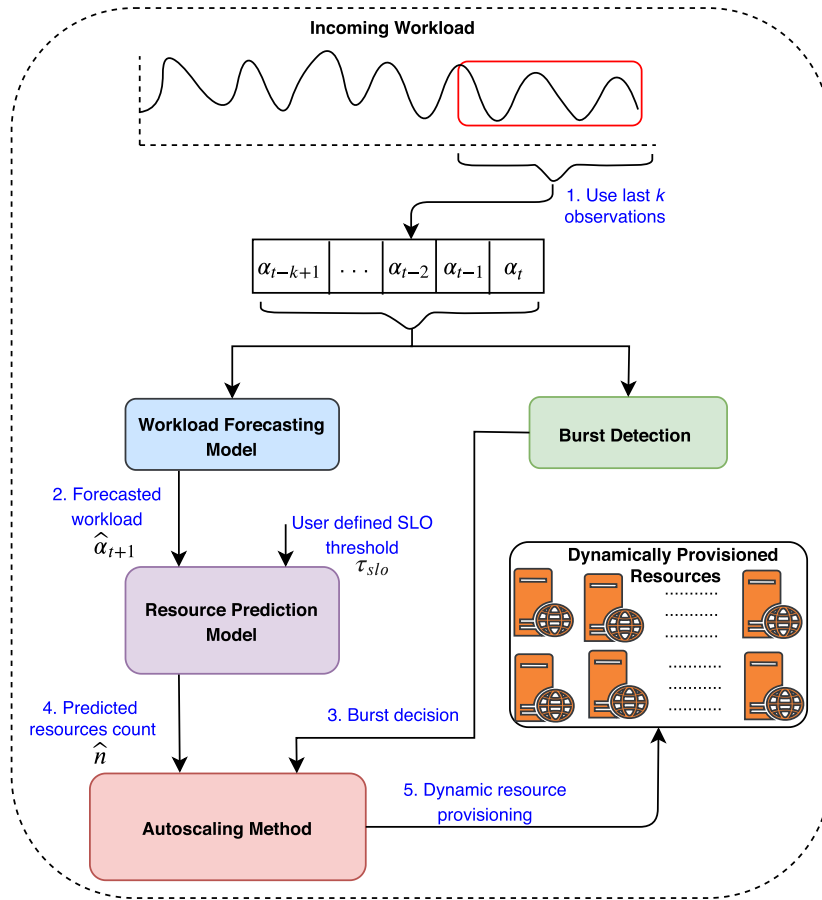 Incoming Workload
1. Use last k
observations
α_{t−k+1} · · · α_{t−2} α_{t−1} α_t
Workload Forecasting
Model
Burst Detection
2. Forecasted
workload
α̂_{t+1}
User defined SLO
threshold
τ_{slo}
Dynamically Provisioned
Resources
Resource Prediction
Model
4. Predicted
resources count
n̂
3. Burst decision
5. Dynamic resource
provisioning
Autoscaling Method